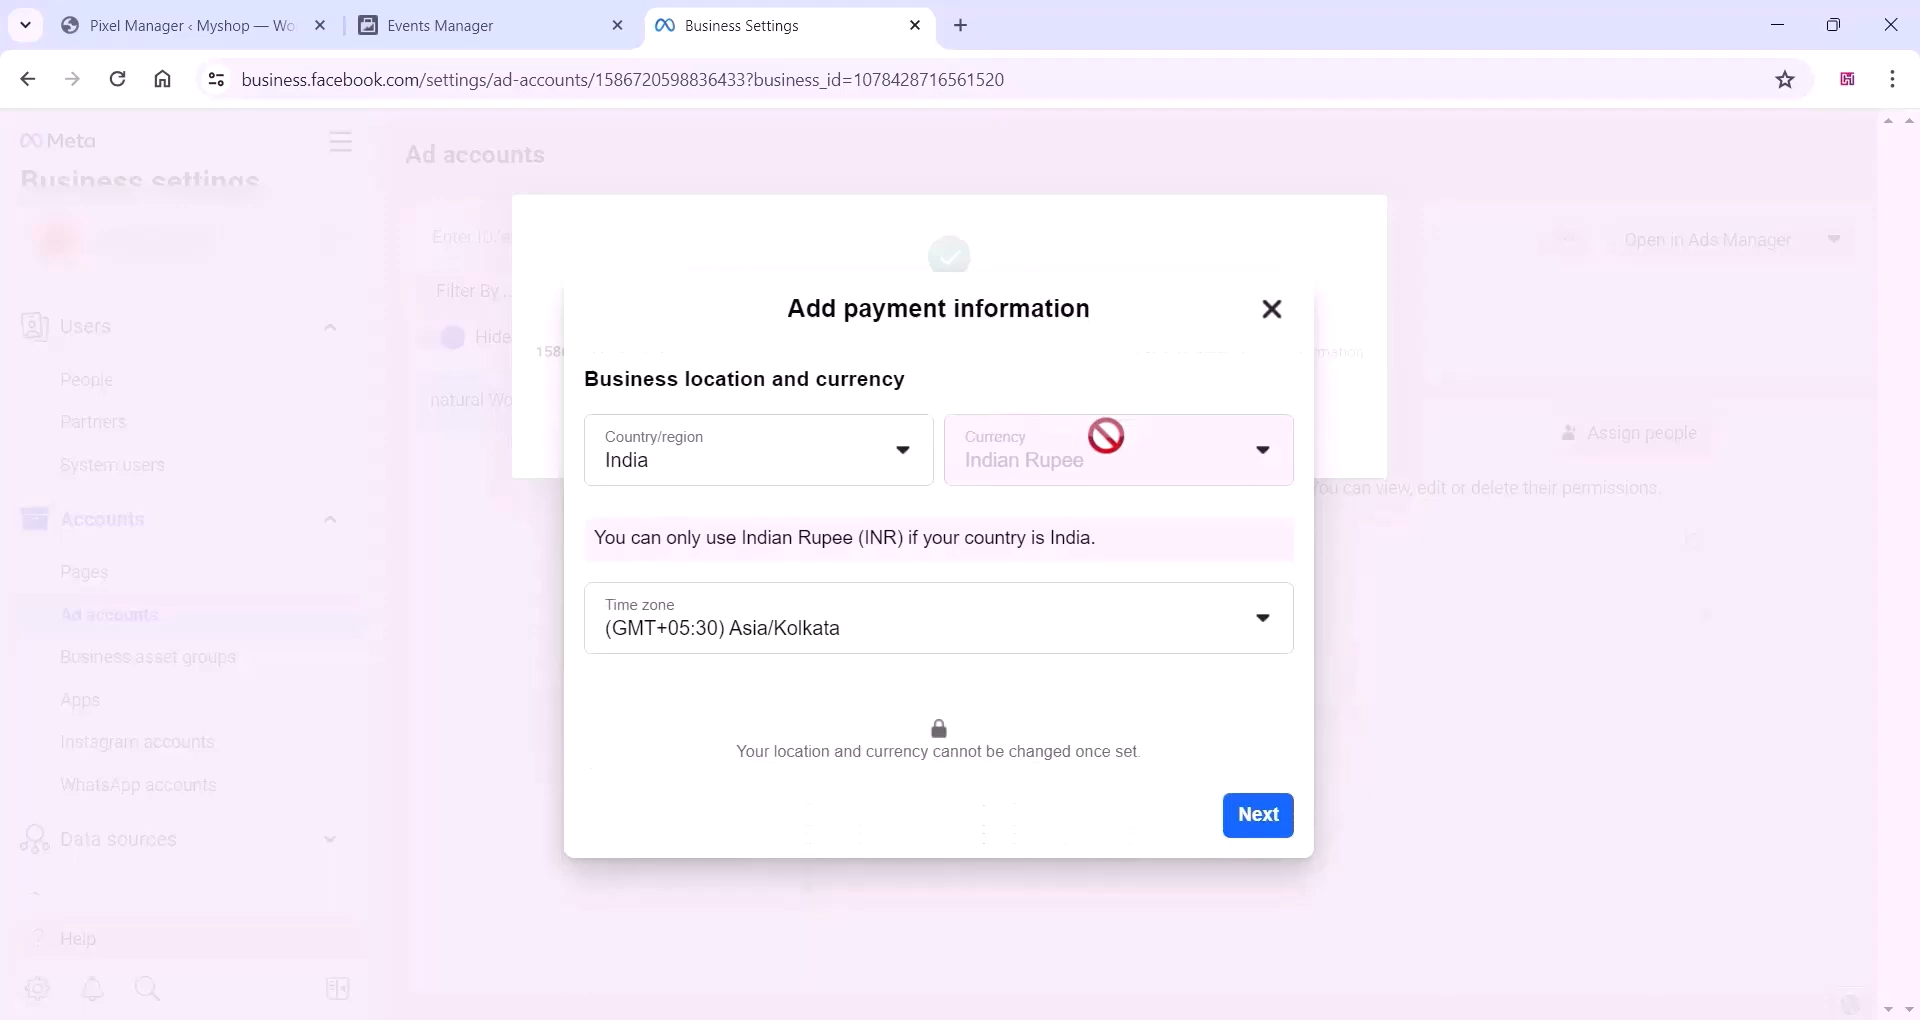 Pixel Manager ‹ Myshop — Wo
Events Manager
Business Settings
business.facebook.com/settings/ad-accounts/1586720598836433?business_id=1078428716561520
Meta
Business settings
Ad accounts
Open in Ads Manager
Filter By
Users
Hide
People
natural Wo
Partners
System users
Assign people
You can view, edit or delete their permissions.
Accounts
Pages
Ad accounts
Business asset groups
Apps
Instagram accounts
WhatsApp accounts
Data sources
Help
Add payment information
Business location and currency
Country/region
India
Currency
Indian Rupee
You can only use Indian Rupee (INR) if your country is India.
Time zone
(GMT+05:30) Asia/Kolkata
Your location and currency cannot be changed once set.
Next